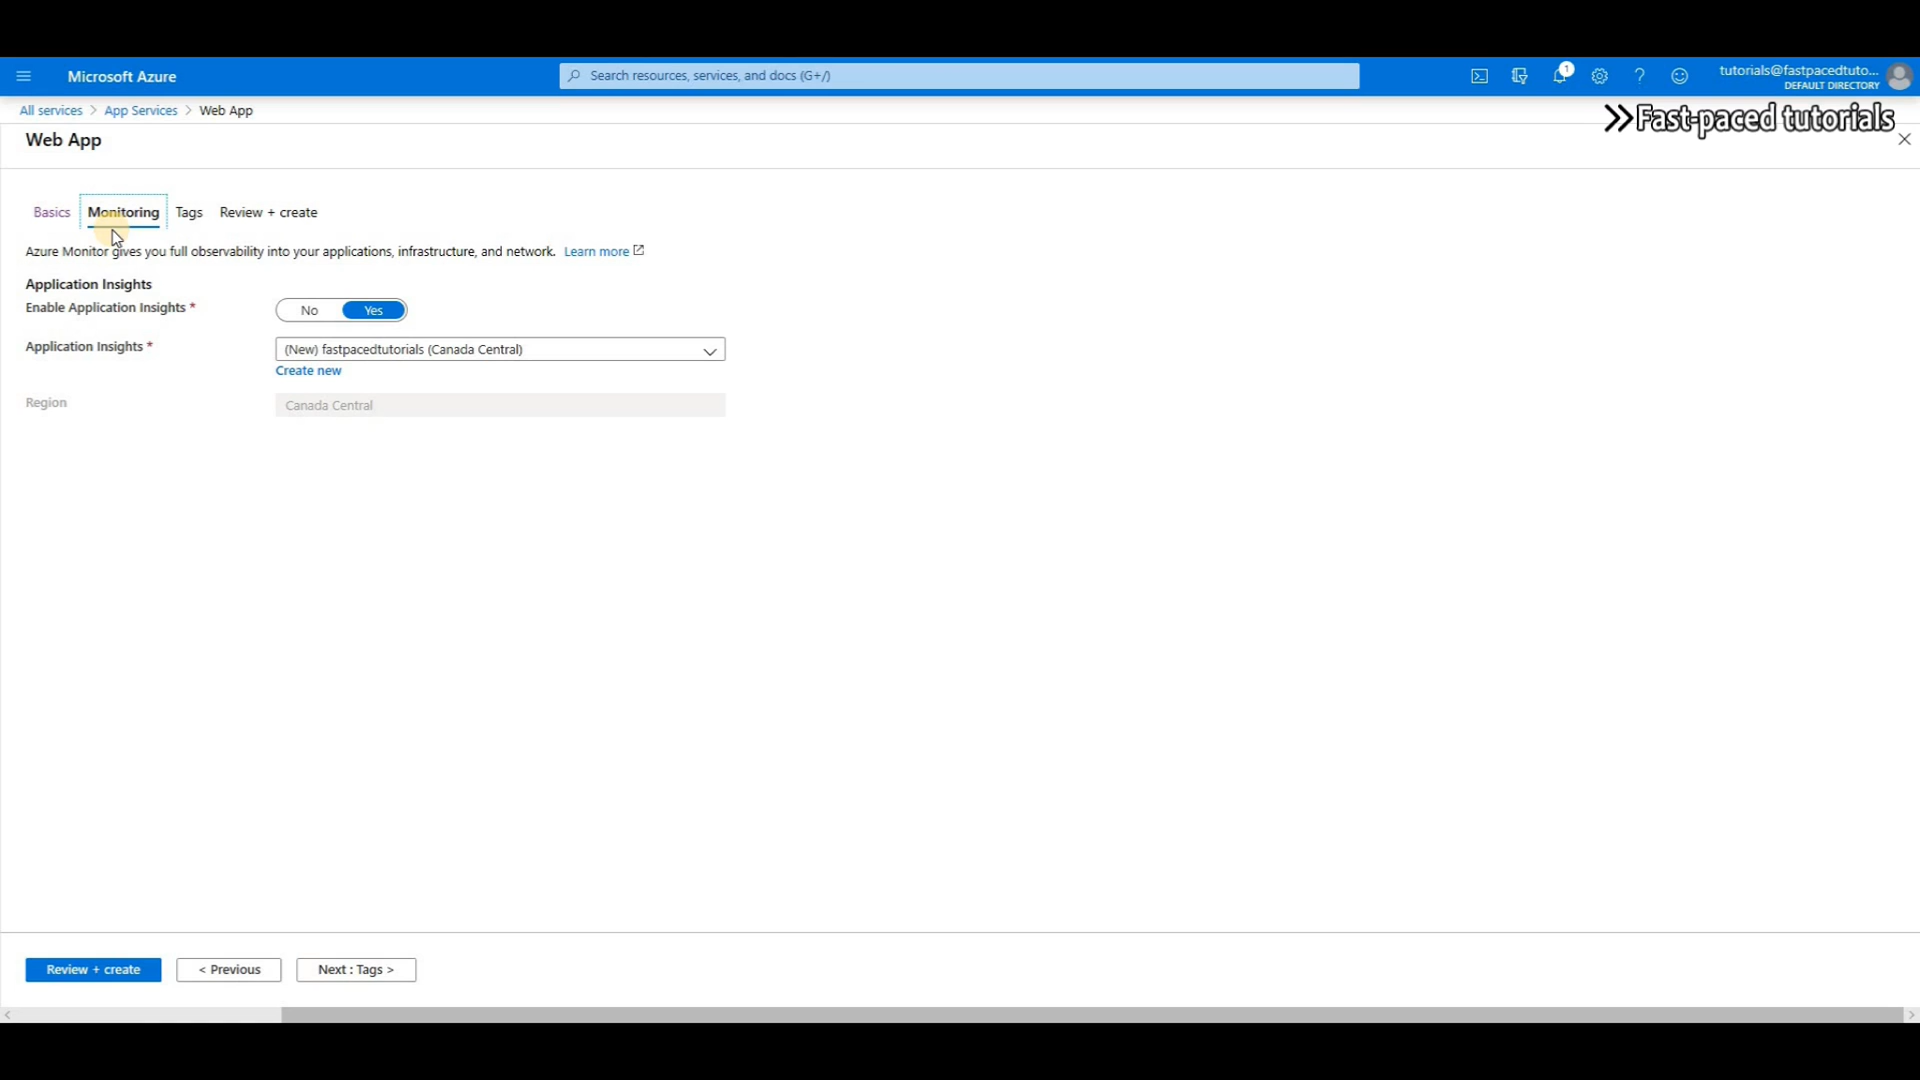 Microsoft Azure
Search resources, services, and docs (G+/)
1
tutorials@fastpacedtuto...
DEFAULT DIRECTORY
All services > App Services > Web App
Fast-paced tutorials
Web App
Basics Monitoring Tags Review + create
Azure Monitor gives you full observability into your applications, infrastructure, and network. Learn more
Application Insights
Enable Application Insights * No Yes
Application Insights * (New) fastpacedtutorials (Canada Central)
Create new
Region Canada Central
Review + create < Previous Next : Tags >